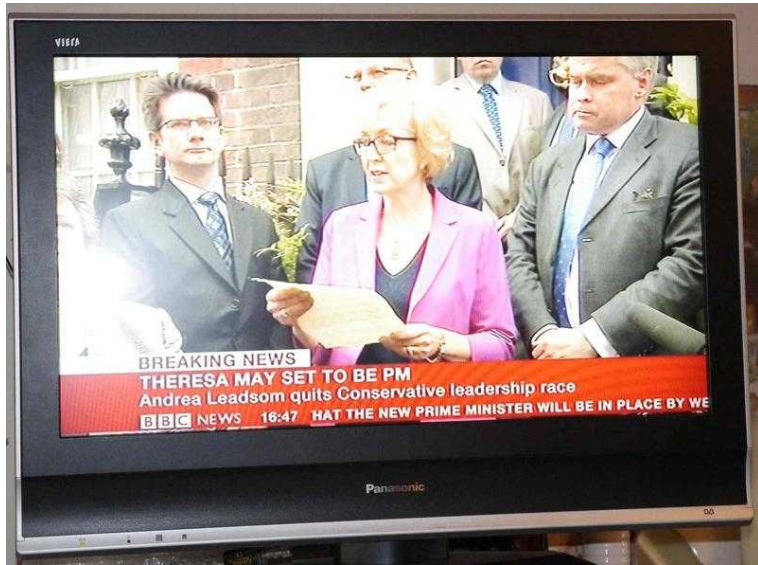 VIERA
BREAKING NEWS
THERESA MAY SET TO BE PM
Andrea Leadsom quits Conservative leadership race
BBC NEWS 16:47 HAT THE NEW PRIME MINISTER WILL BE IN PLACE BY WE
Panasonic